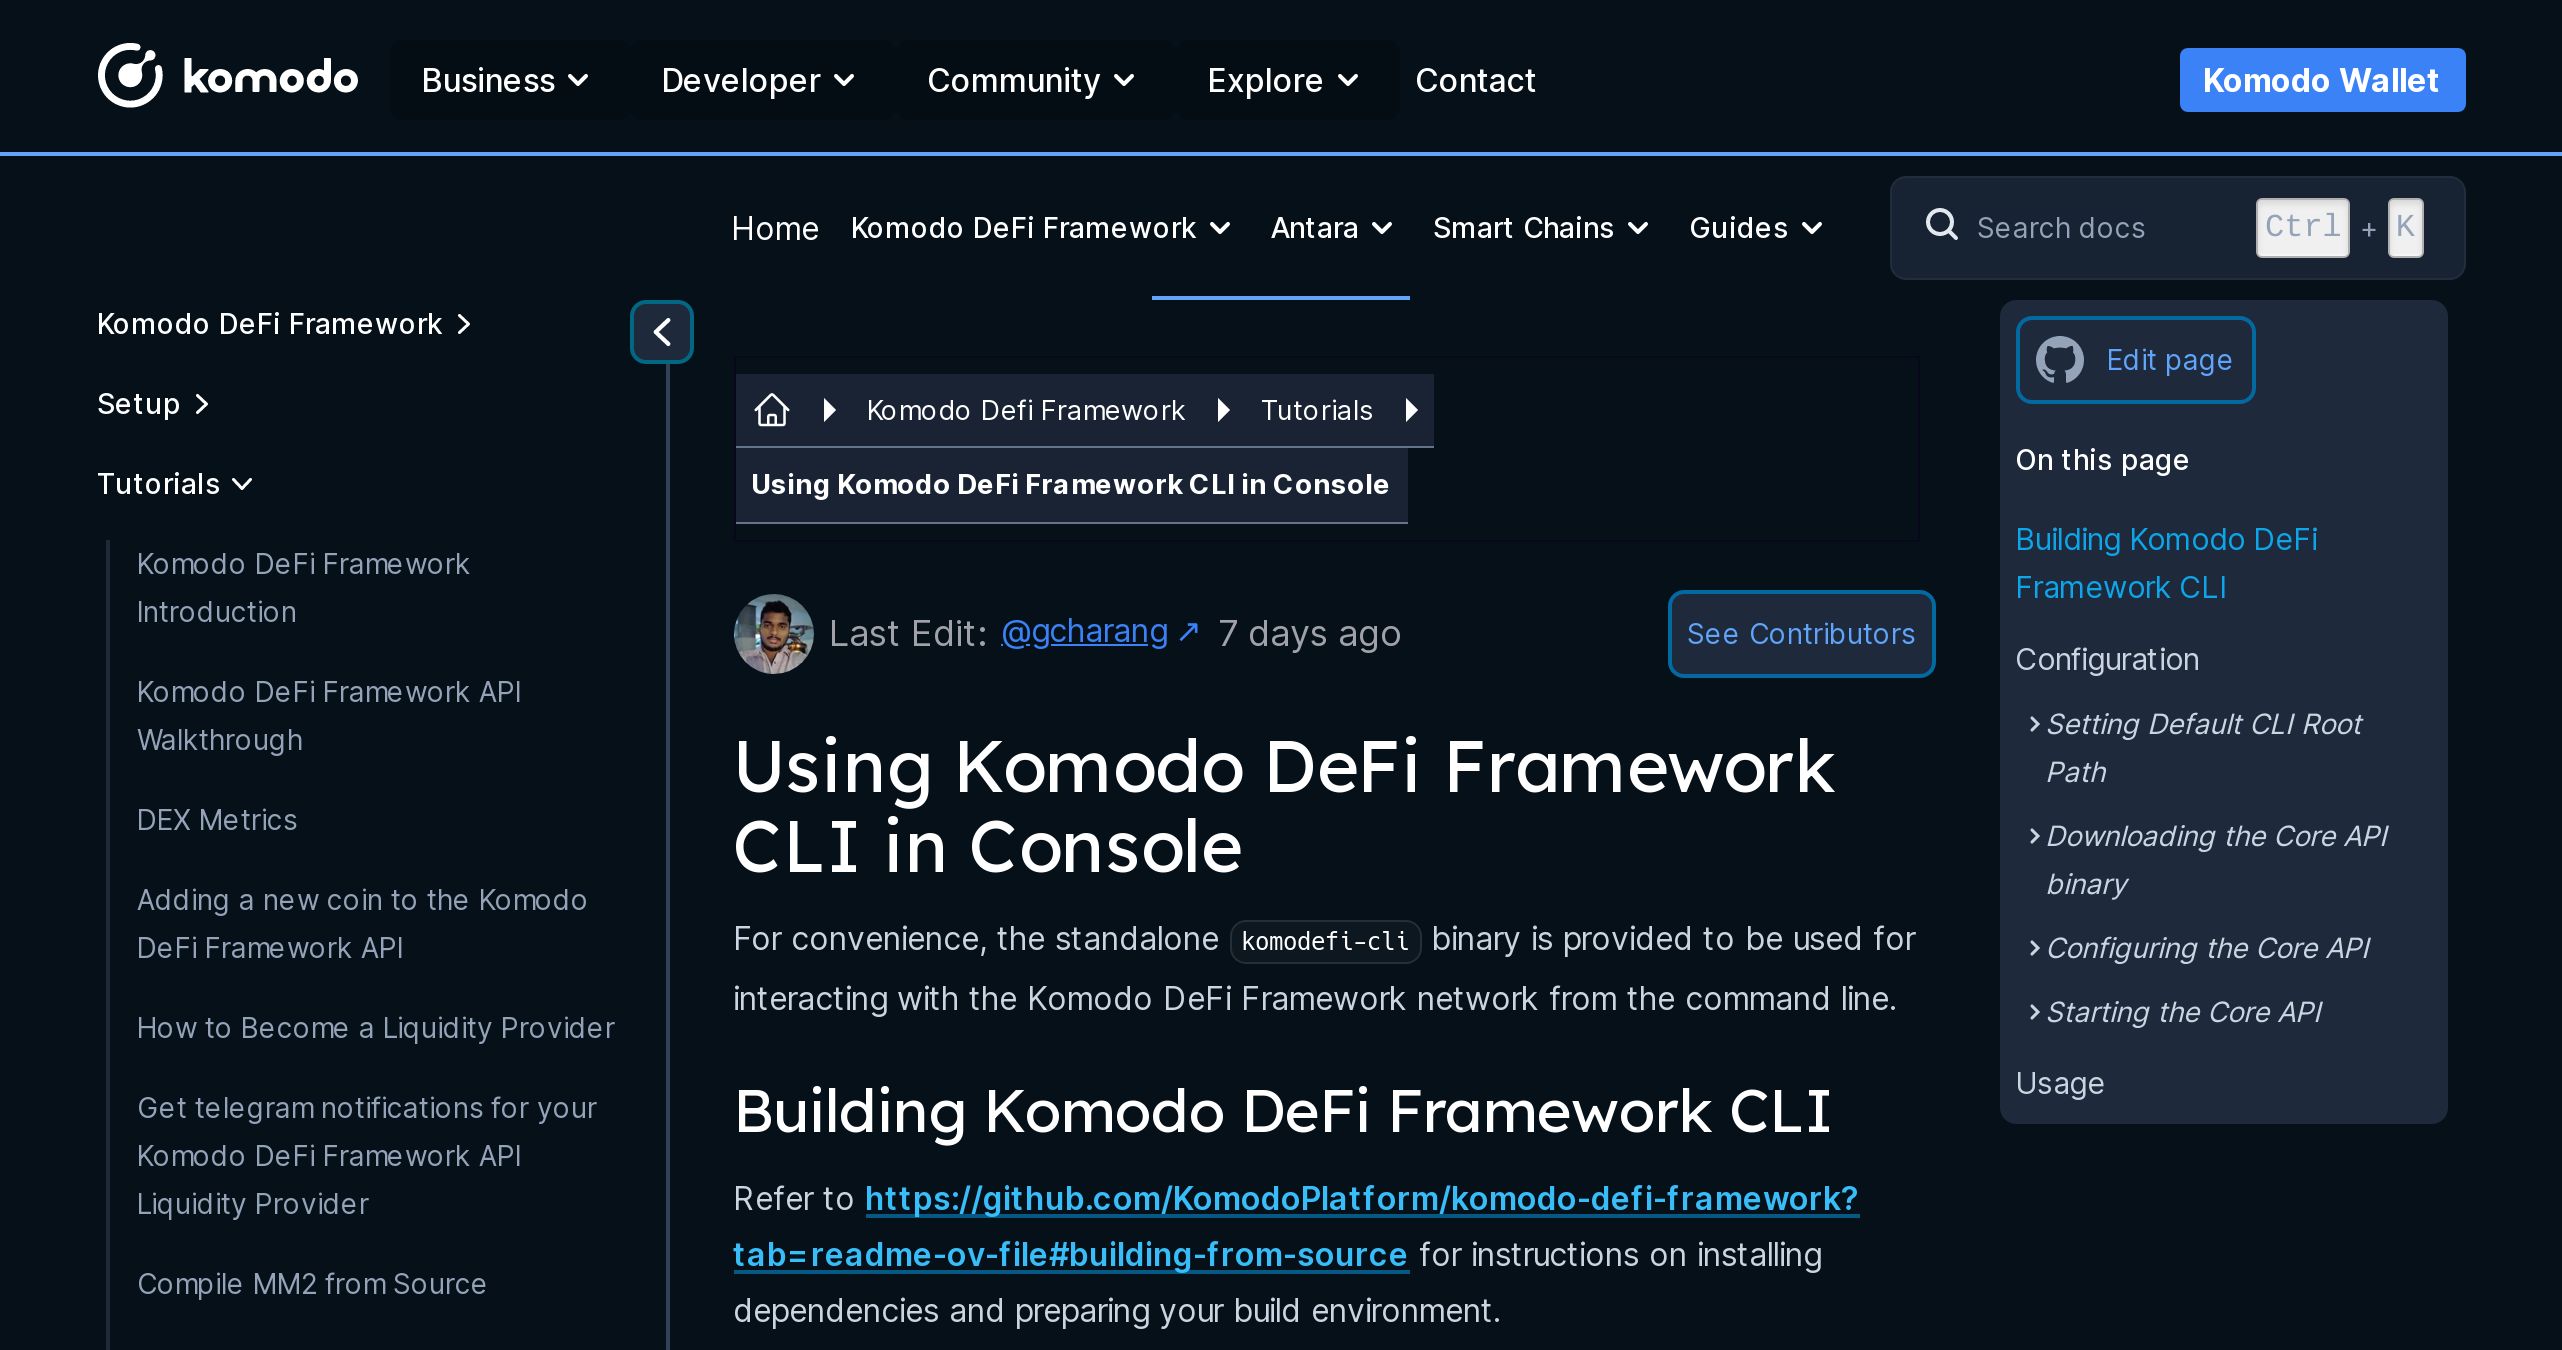 komodo
Business
Developer
Community
Explore
Contact
Komodo Wallet
Home
Komodo DeFi Framework
Antara
Smart Chains
Guides
Search docs
Ctrl + K
Komodo DeFi Framework
Setup
Tutorials
Komodo DeFi Framework
Introduction
Komodo DeFi Framework API
Walkthrough
DEX Metrics
Adding a new coin to the Komodo
DeFi Framework API
How to Become a Liquidity Provider
Get telegram notifications for your
Komodo DeFi Framework API
Liquidity Provider
Compile MM2 from Source
Komodo Defi Framework
Tutorials
Using Komodo DeFi Framework CLI in Console
Last Edit: @gcharang ↗ 7 days ago
See Contributors
Using Komodo DeFi Framework
CLI in Console
For convenience, the standalone komodefi-cli binary is provided to be used for
interacting with the Komodo DeFi Framework network from the command line.
Building Komodo DeFi Framework CLI
Refer to https://github.com/KomodoPlatform/komodo-defi-framework?
tab=readme-ov-file#building-from-source for instructions on installing
dependencies and preparing your build environment.
Edit page
On this page
Building Komodo DeFi
Framework CLI
Configuration
Setting Default CLI Root
Path
Downloading the Core API
binary
Configuring the Core API
Starting the Core API
Usage